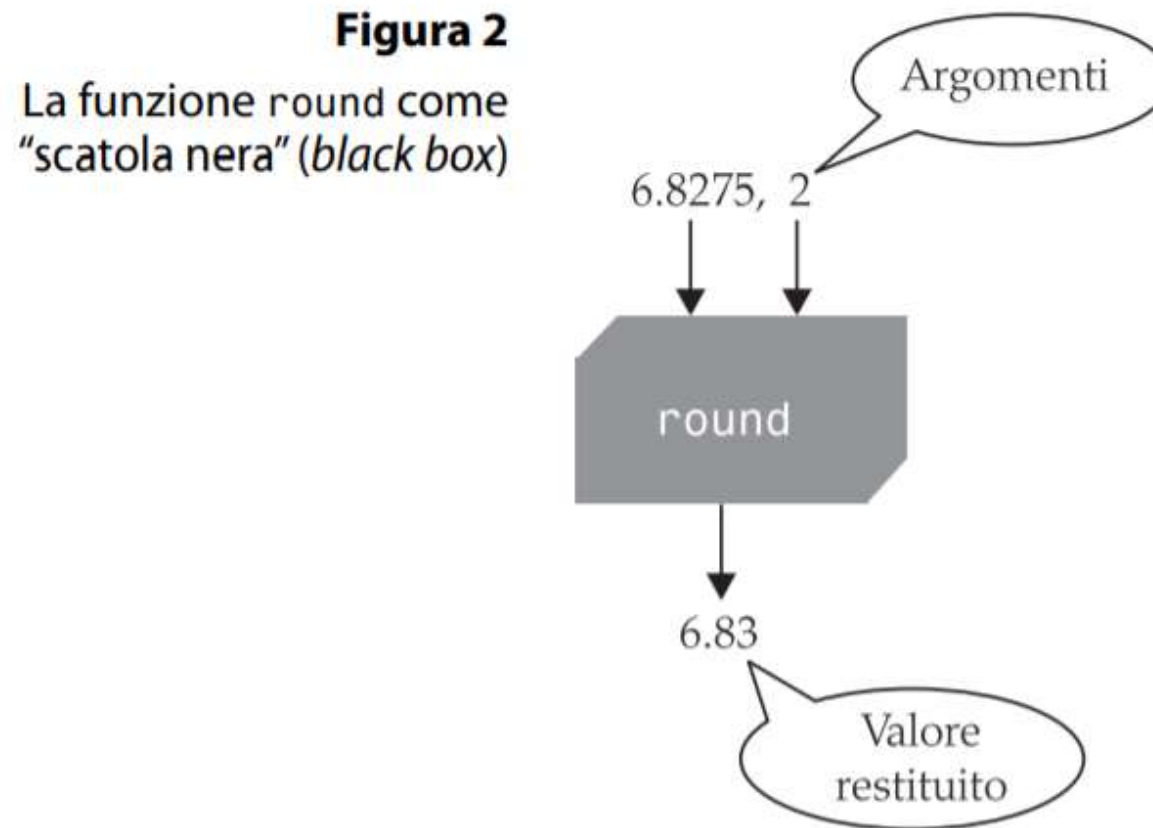 Figura 2
La funzione round come
“scatola nera” (black box)
Argomenti
6.8275, 2
round
6.83
Valore
restituito